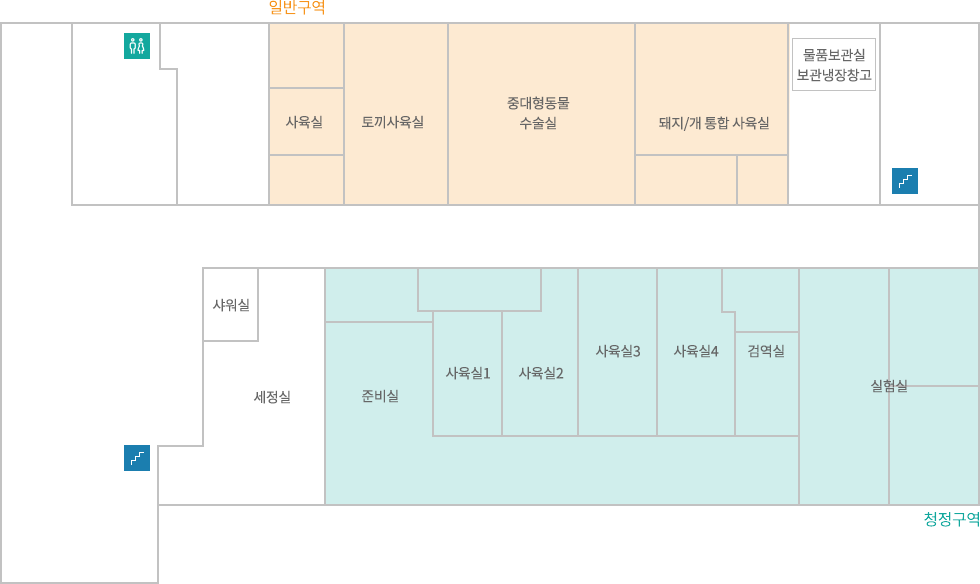 일반구역
물품보관실
보관냉장창고
중대형동물
수술실
사육실
토끼사육실
돼지/개 통합 사육실
샤워실
사육실3
사육실4
검역실
사육실1
사육실2
실험실
세정실
준비실
청정구역